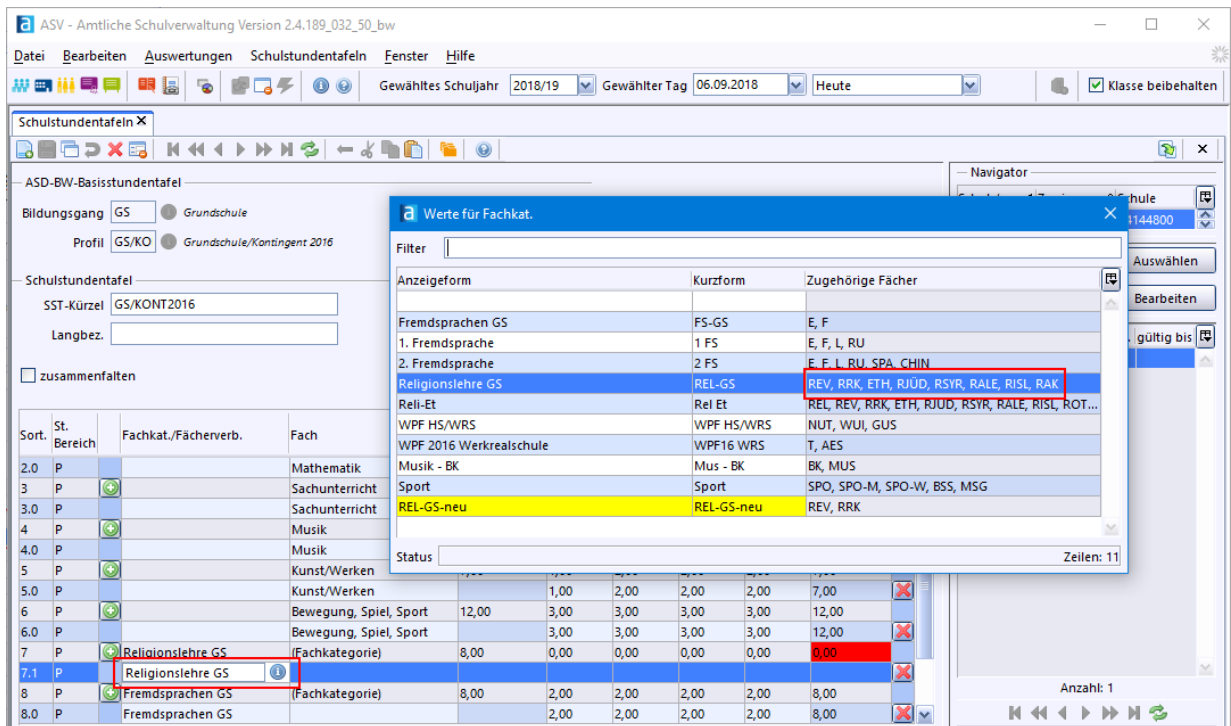 ASV - Amtliche Schulverwaltung Version 2.4.189_032_50_bw
Datei Bearbeiten Auswertungen Schulstundentafeln Fenster Hilfe
Gewähltes Schuljahr 2018/19 Gewählter Tag 06.09.2018 Heute Klasse beibehalten
Schulstundentafeln X
ASD-BW-Basisstundentafel
Navigator
Bildungsgang GS Grundschule
Profil GS/KO Grundschule/Kontingent 2016
Schulstundentafel
SST-Kürzel GS/KONT2016
Langbez.
zusammenfalten
Auswählen
Bearbeiten
gültig bis
Werte für Fachkat.
Filter
Anzeigeform Kurzform Zugehörige Fächer
Fremdsprachen GS FS-GS E, F
1. Fremdsprache 1 FS E, F, L, RU
2. Fremdsprache 2 FS E, F, L, RU, SPA, CHIN
Religionslehre GS REL-GS REV, RRK, ETH, RJÜD, RSYR, RALE, RISL, RAK
Reli-Et Rel Et REL, REV, RRK, ETH, RJÜD, RSYR, RALE, RISL, ROT...
WPF HS/WRS WPF HS/WRS NUT, WUI, GUS
WPF 2016 Werkrealschule WPF16 WRS T, AES
Musik - BK Mus - BK BK, MUS
Sport Sport SPO, SPO-M, SPO-W, BSS, MSG
REL-GS-neu REL-GS-neu REV, RRK
Status Zeilen: 11
Sort. St. Bereich Fachkat./Fächerverb. Fach
2.0 P Mathematik
3 P Sachunterricht
3.0 P Sachunterricht
4 P Musik
4.0 P Musik
5 P Kunst/Werken
5.0 P Kunst/Werken 1,00 2,00 2,00 2,00 7,00
6 P Bewegung, Spiel, Sport 12,00 3,00 3,00 3,00 3,00 12,00
6.0 P Bewegung, Spiel, Sport 3,00 3,00 3,00 3,00 12,00
7 P Religionslehre GS (Fachkategorie) 8,00 0,00 0,00 0,00 0,00 0,00
7.1 P Religionslehre GS
8 P Fremdsprachen GS (Fachkategorie) 8,00 2,00 2,00 2,00 2,00 8,00
8.0 P Fremdsprachen GS 2,00 2,00 2,00 2,00 8,00
Anzahl: 1